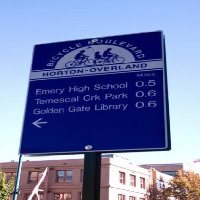 BICYCLE BOULEVARD
HORTON-OVERLAND
MILES
Emery High School 0.5
Temescal Crk Park 0.6
Golden Gate Library 0.6